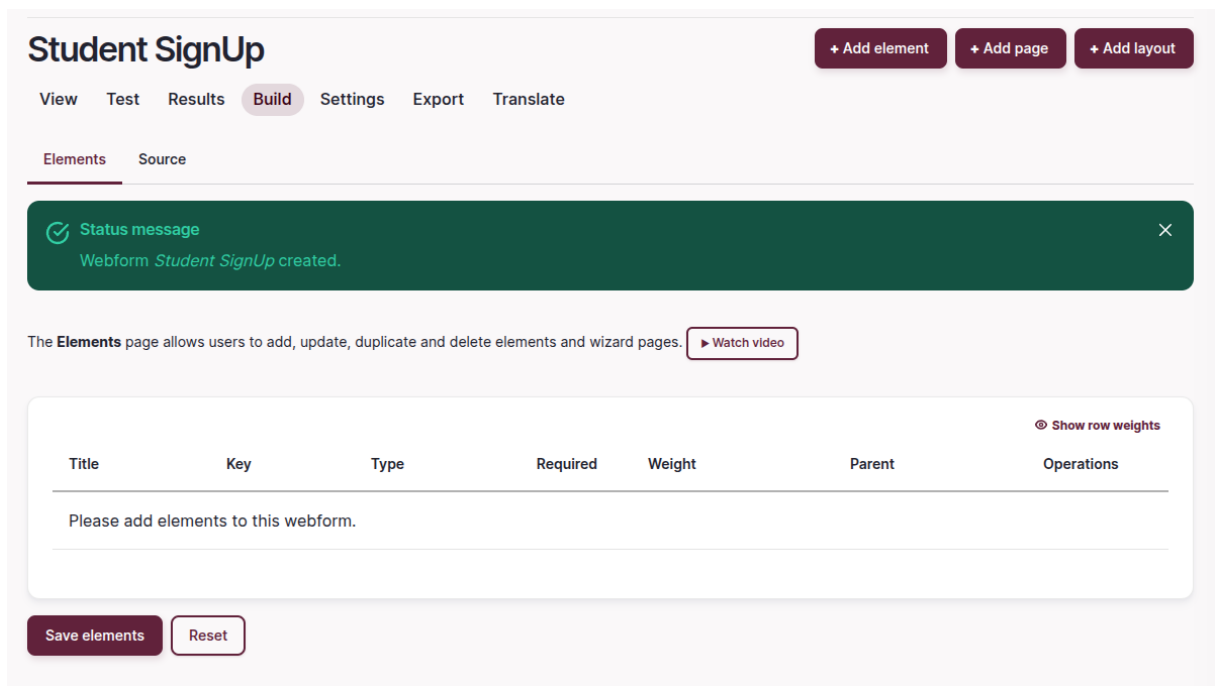 Student SignUp
+ Add element
+ Add page
+ Add layout
View Test Results Build Settings Export Translate
Elements Source
Status message
Webform Student SignUp created.
The Elements page allows users to add, update, duplicate and delete elements and wizard pages. Watch video
Show row weights
Title Key Type Required Weight Parent Operations
Please add elements to this webform.
Save elements Reset